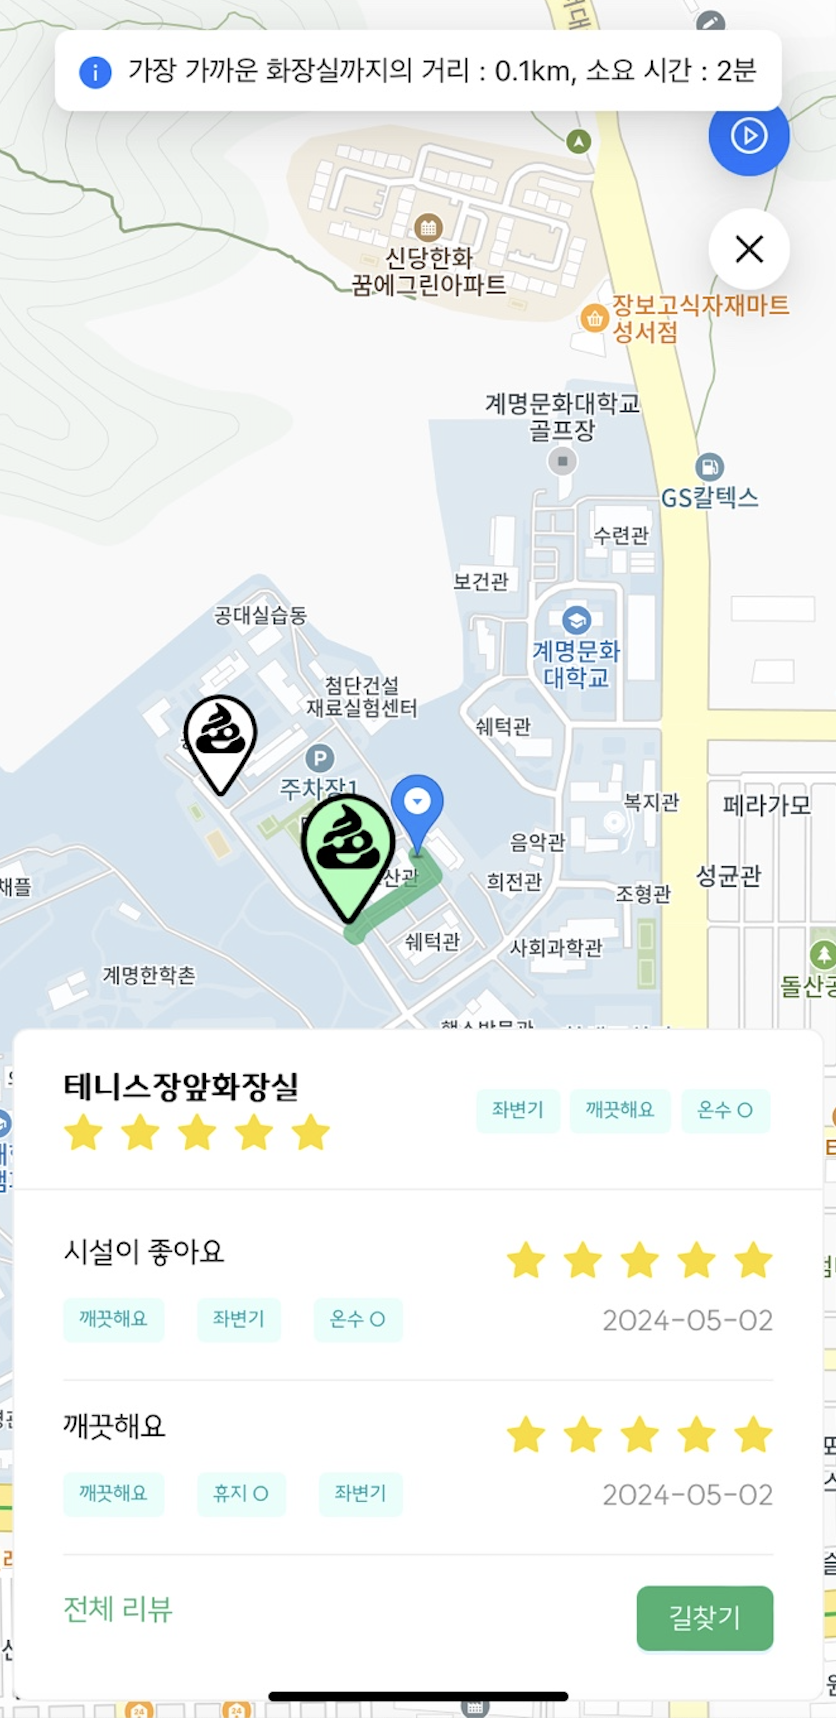 가장 가까운 화장실까지의 거리 : 0.1km, 소요 시간 : 2분
신당한화
꿈에그린아파트
장보고식자재마트
성서점
계명문화대학교
골프장
GS칼텍스
수련관
보건관
공대실습동
계명문화
대학교
첨단건설
재료실험센터
쉐턱관
P
주차장1
복지관
페라가모
음악관
산관
희전관
성균관
채플
조형관
쉐턱관
사회과학관
계명한학촌
돌산공
테니스장앞화장실
좌변기
깨끗해요
온수 O
시설이 좋아요
깨끗해요
좌변기
온수 O
2024-05-02
깨끗해요
깨끗해요
휴지 O
좌변기
2024-05-02
전체 리뷰
길찾기
24
24